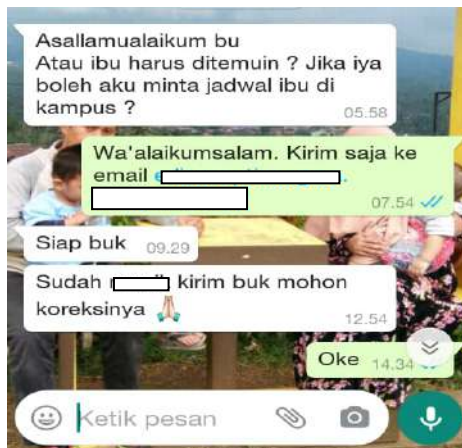 Asallamualaikum bu
Atau ibu harus ditemuin ? Jika iya
boleh aku minta jadwal ibu di
kampus ?
05.58
Wa'alaikumsalam. Kirim saja ke
email
07.54
Siap buk 09.29
Sudah kirim buk mohon
koreksinya 🙏
12.54
Oke 14.34
Ketik pesan